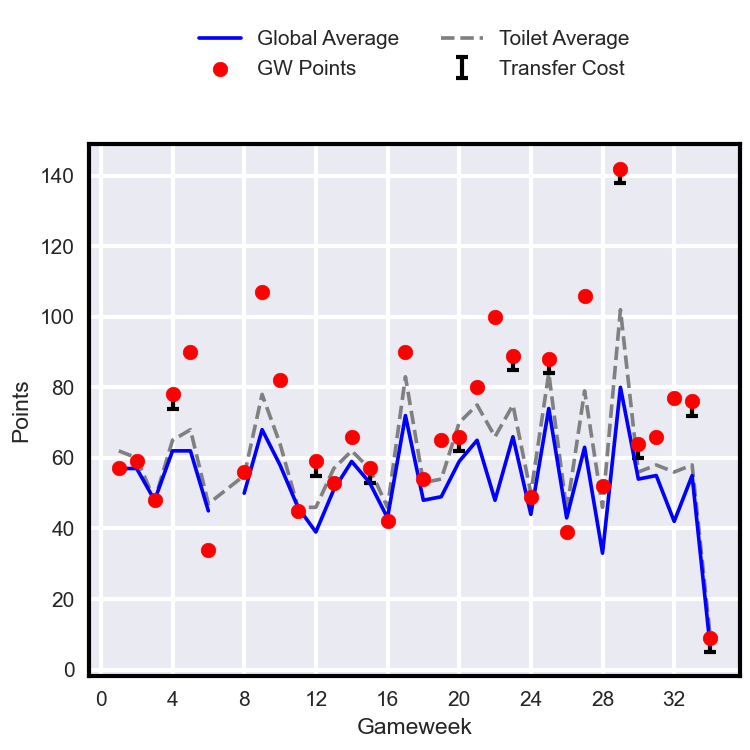 Global Average
Toilet Average
GW Points
Transfer Cost
140
120
100
80
60
40
20
0
Points
0 4 8 12 16 20 24 28 32
Gameweek